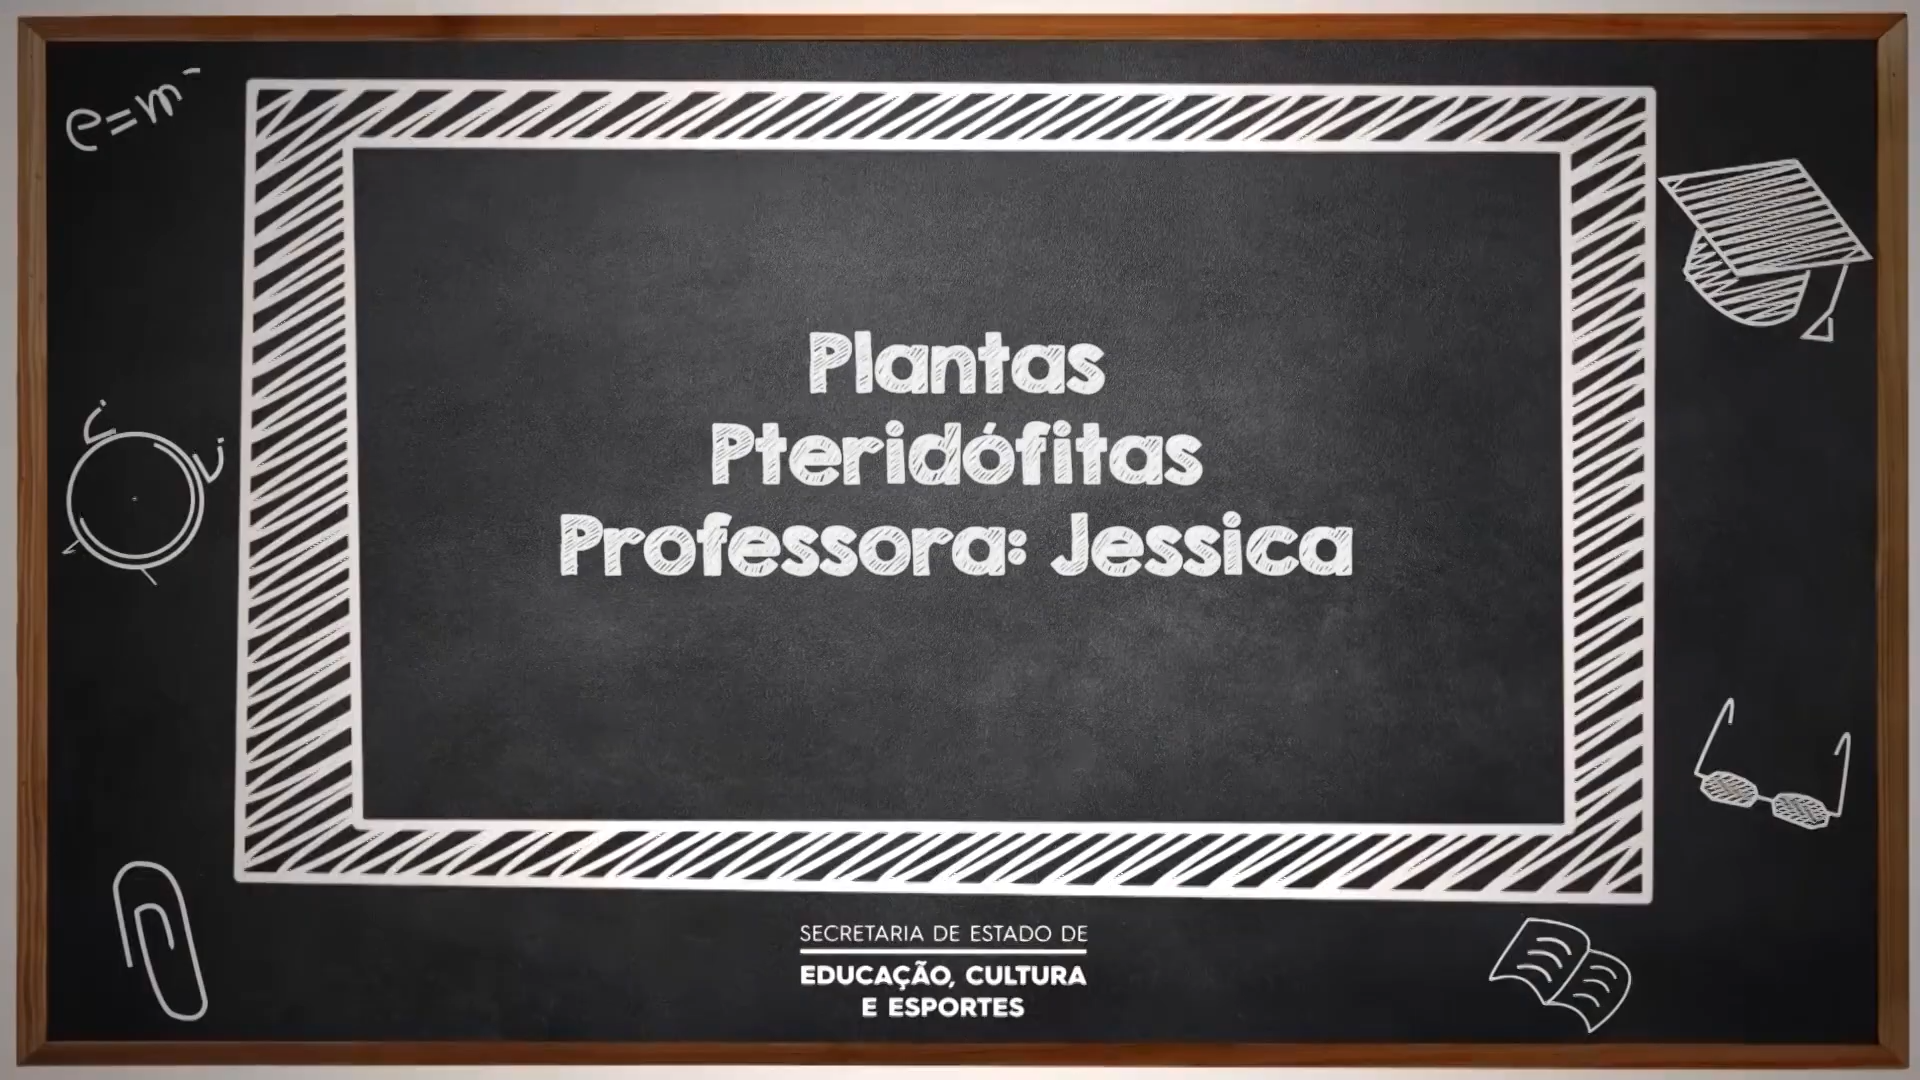 e=m
Plantas
Pteridófitas
Professora: Jessica
SECRETARIA DE ESTADO DE
EDUCAÇÃO, CULTURA
E ESPORTES